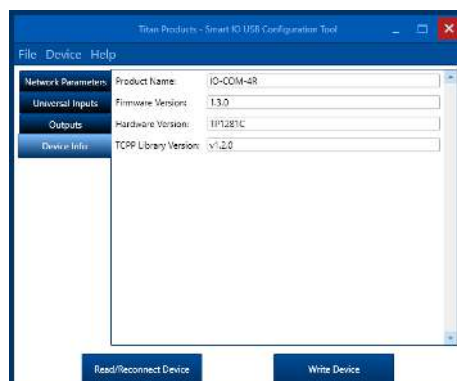 Titan Products - Smart IO USB Configuration Tool
File Device Help
Network Parameters
Product Name: IO-COM-4R
Universal Inputs
Firmware Version: 1.3.0
Outputs
Hardware Version: TP1281C
Device Info
TCPP Library Version: v1.2.0
Read/Reconnect Device
Write Device